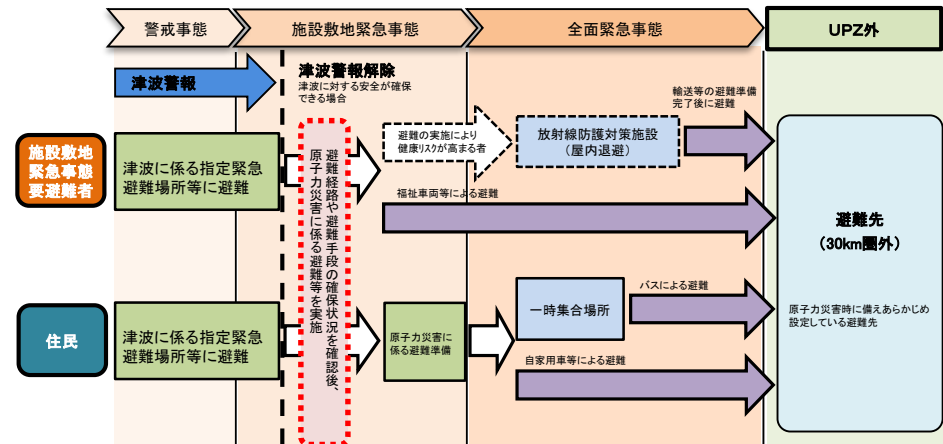 警戒事態
施設敷地緊急事態
全面緊急事態
UPZ外
津波警報
津波警報解除
津波に対する安全が確保
できる場合
施設敷地
緊急事態
要避難者
津波に係る指定緊急
避難場所等に避難
避難経路や避難手段の確保状況を確認後、
原子力災害に係る避難等を実施
避難の実施により
健康リスクが高まる者
放射線防護対策施設
（屋内退避）
輸送等の避難準備
完了後に避難
福祉車両等による避難
避難先
（30km圏外）
原子力災害時に備えあらかじめ
設定している避難先
住民
津波に係る指定緊急
避難場所等に避難
原子力災害に
係る避難準備
一時集合場所
バスによる避難
自家用車等による避難